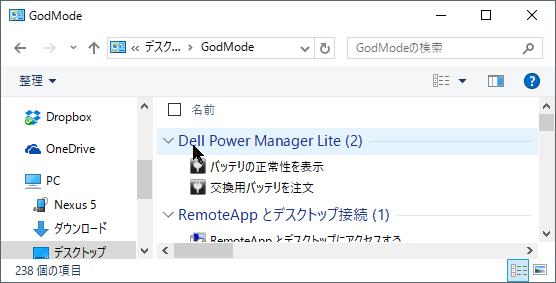 GodMode
« デスク... › GodMode
GodModeの検索
整理
名前
Dropbox
OneDrive
PC
Nexus 5
ダウンロード
デスクトップ
Dell Power Manager Lite (2)
バッテリの正常性を表示
交換用バッテリを注文
RemoteApp とデスクトップ接続 (1)
RemoteApp とデスクトップにアクセスする
238 個の項目